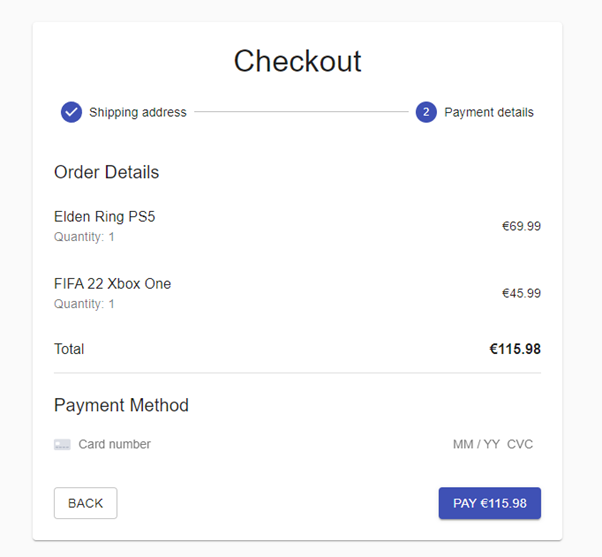 Checkout
Shipping address 2 Payment details
Order Details
Elden Ring PS5
Quantity: 1
€69.99
FIFA 22 Xbox One
Quantity: 1
€45.99
Total €115.98
Payment Method
Card number MM / YY CVC
BACK PAY €115.98